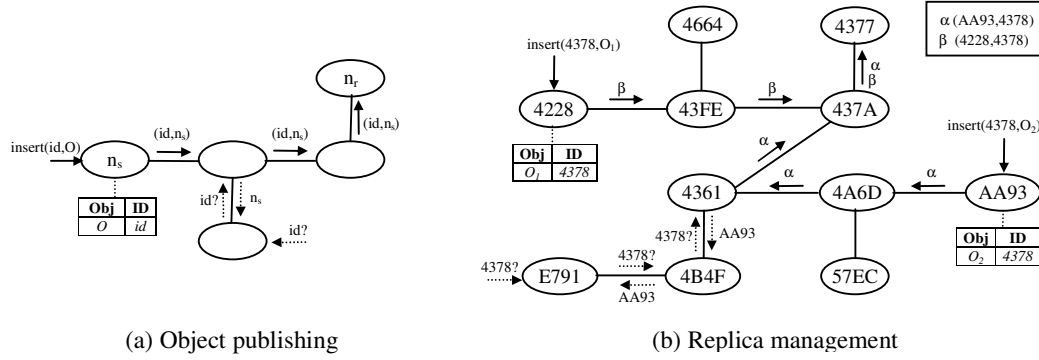 4664
4377
α (AA93,4378)
β (4228,4378)
insert(4378,O1)
α
β
nr
β
β
4228
43FE
437A
(id,ns)
(id,ns)
(id,ns)
insert(4378,O2)
insert(id,O)
ns
Obj ID
O1 4378
α
α
α
id?
ns
4361
4A6D
AA93
Obj ID
O id
id?
4378?
AA93
Obj ID
O2 4378
4378?
4378?
E791
4B4F
57EC
AA93
(a) Object publishing
(b) Replica management